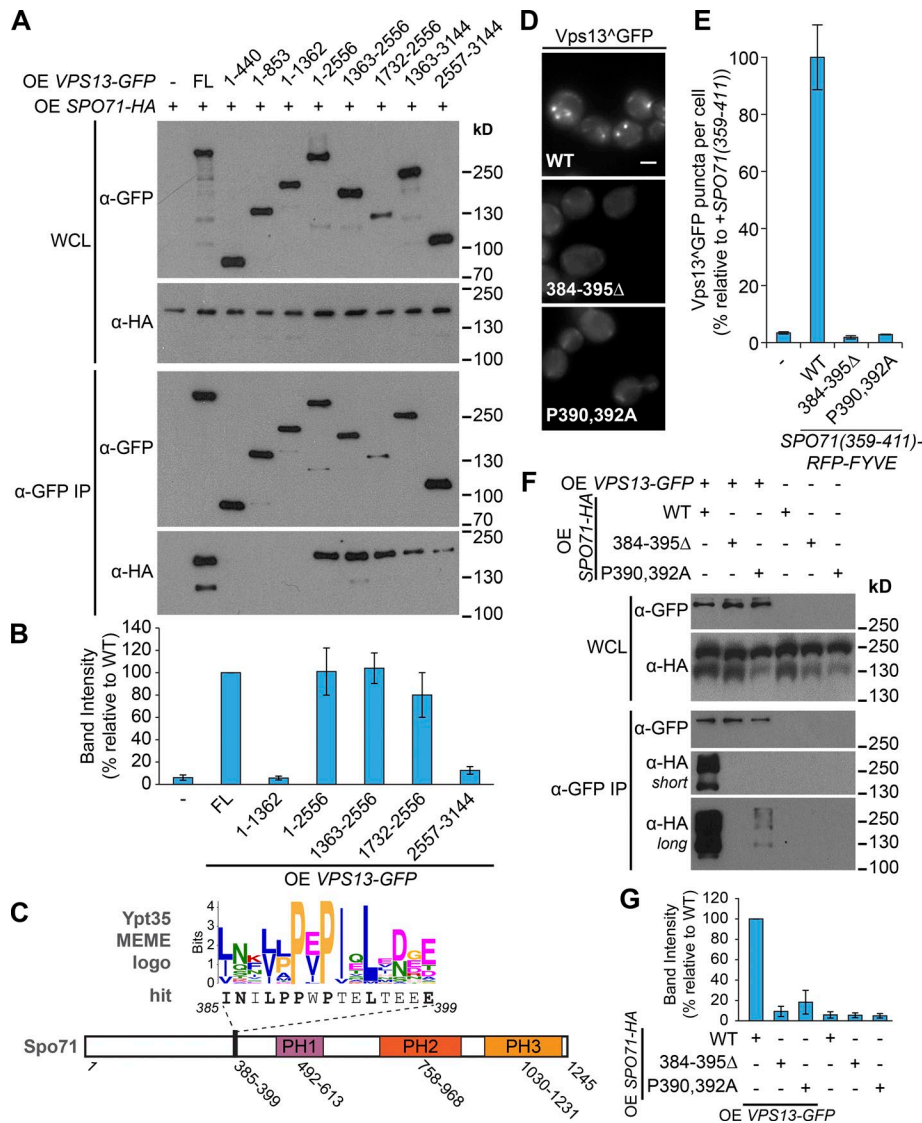 A
OE VPS13-GFP - FL 1-440 1-853 1-1362 1-2556 1363-2556 1732-2556 1363-3144 2557-3144
OE SPO71-HA + + + + + + + + + +
kD
WCL
α-GFP
250
130
100
70
α-HA
250
130
100
α-GFP IP
α-GFP
250
130
100
70
α-HA
250
130
100
B
Band Intensity
(% relative to WT)
140
120
100
80
60
40
20
0
- FL 1-1362 1-2556 1363-2556 1732-2556 2557-3144
OE VPS13-GFP
C
Ypt35
MEME
logo
Bits
4
3
2
1
0
hit
INILPPWPTELTEEE
385 399
Spo71
PH1 PH2 PH3
1 385-399 492-613 758-968 1030-1231 1245
D
Vps13^GFP
WT
384-395Δ
P390,392A
E
Vps13^GFP puncta per cell
(% relative to +SPO71(359-411))
100
80
60
40
20
0
- WT 384-395Δ P390,392A
SPO71(359-411)-
RFP-FYVE
F
OE VPS13-GFP + + + - - -
OE
SPO71-HA
WT + - - + - -
384-395Δ - + - - + -
P390,392A - - + - - +
kD
WCL
α-GFP
250
α-HA
250
130
130
α-GFP IP
α-GFP
250
α-HA
short
250
130
α-HA
long
250
130
100
G
Band Intensity
(% relative to WT)
120
100
80
60
40
20
0
OE SPO71-HA
WT + - - + - -
384-395Δ - + - - + -
P390,392A - - + - - +
OE VPS13-GFP